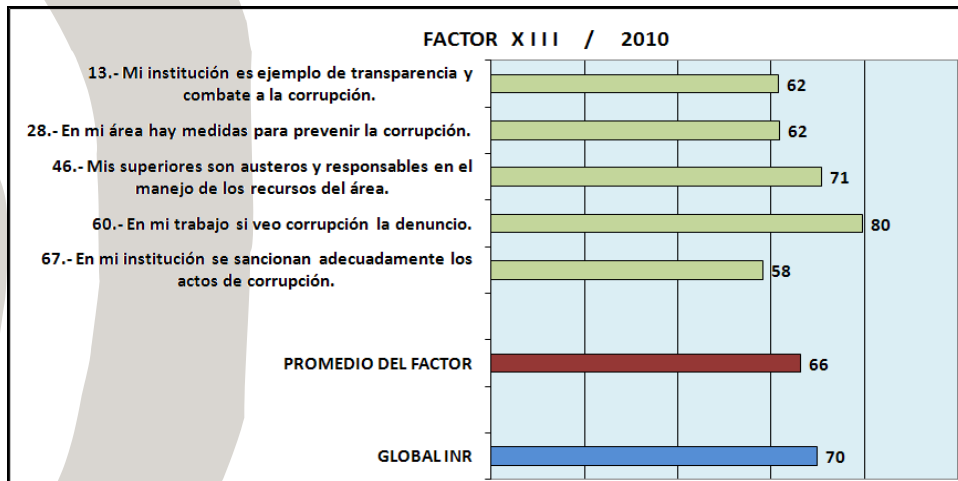 FACTOR X I I I / 2010
13.- Mi institución es ejemplo de transparencia y
combate a la corrupción.
62
28.- En mi área hay medidas para prevenir la corrupción.
62
46.- Mis superiores son austeros y responsables en el
manejo de los recursos del área.
71
60.- En mi trabajo si veo corrupción la denuncio.
80
67.- En mi institución se sancionan adecuadamente los
actos de corrupción.
58
PROMEDIO DEL FACTOR
66
GLOBAL INR
70